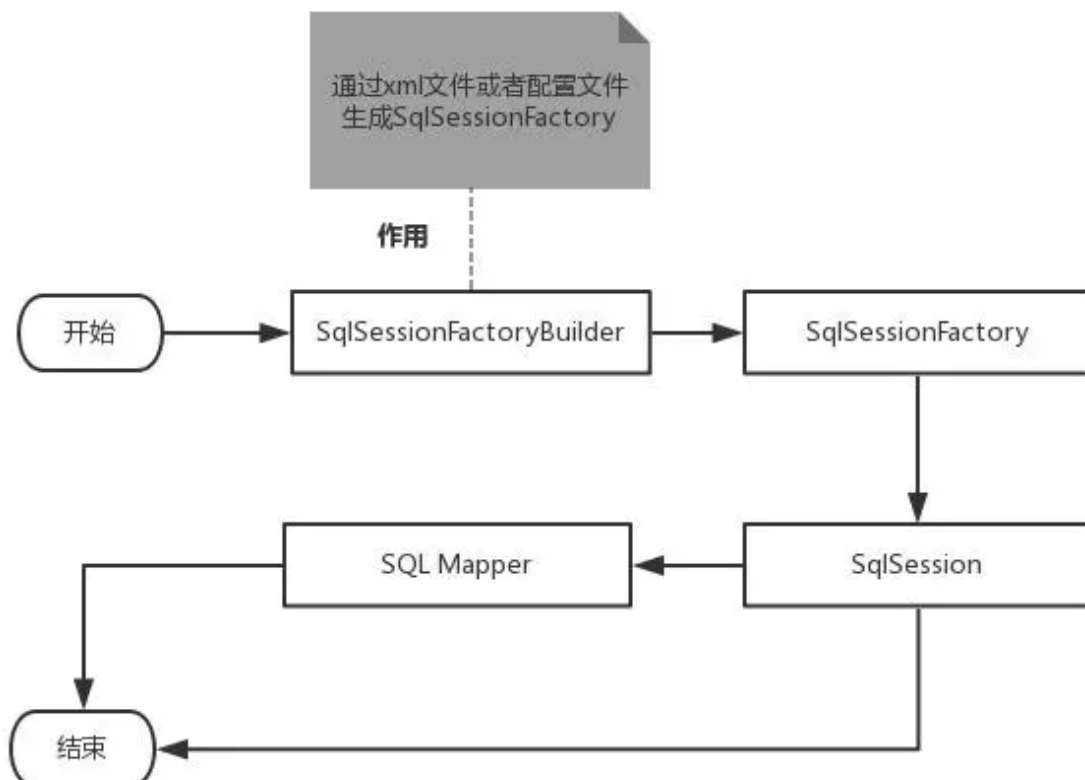 通过xml文件或者配置文件
生成SqlSessionFactory
作用
开始
SqlSessionFactoryBuilder
SqlSessionFactory
SQL Mapper
SqlSession
结束